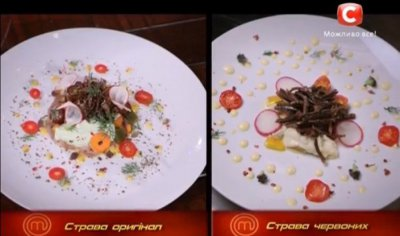 С
Можливо все!
Страва оригінал
Страва червоних